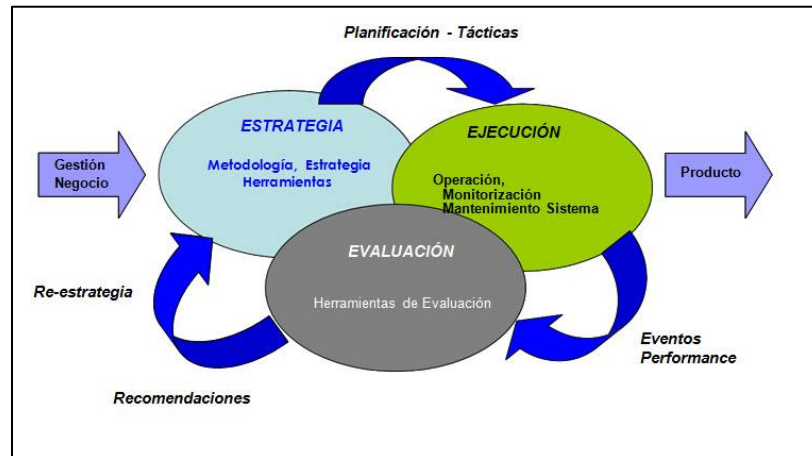 Planificación - Tácticas
ESTRATEGIA
Metodología, Estrategia
Herramientas
EJECUCIÓN
Operación,
Monitorización
Mantenimiento Sistema
Gestión
Negocio
Producto
EVALUACIÓN
Herramientas de Evaluación
Re-estrategia
Eventos
Performance
Recomendaciones